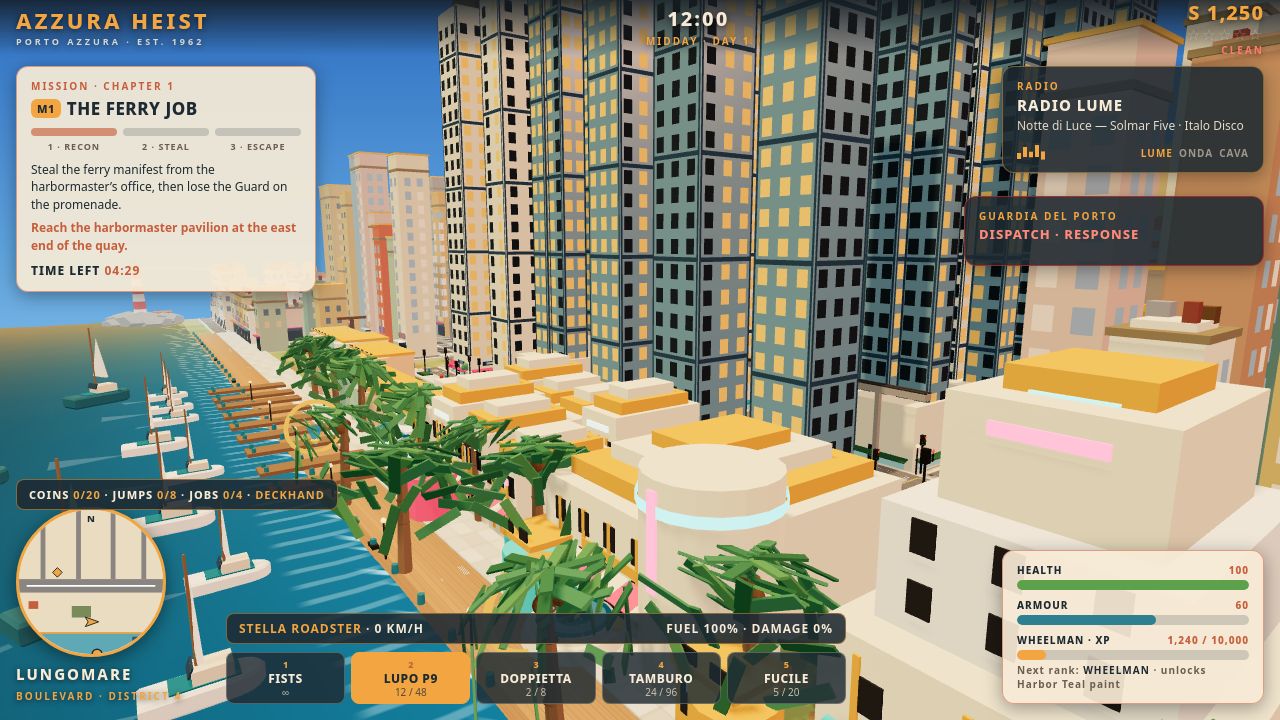 AZZURA HEIST
PORTO AZZURA · EST. 1962
12:00
MIDDAY · DAY 1
S 1,250
CLEAN
MISSION · CHAPTER 1
M1 THE FERRY JOB
1 · RECON 2 · STEAL 3 · ESCAPE
Steal the ferry manifest from the
harbormaster’s office, then lose the Guard on
the promenade.
Reach the harbormaster pavilion at the east
end of the quay.
TIME LEFT 04:29
RADIO
RADIO LUME
Notte di Luce — Solmar Five · Italo Disco
LUME ONDA CAVA
GUARDIA DEL PORTO
DISPATCH · RESPONSE
COINS 0/20 · JUMPS 0/8 · JOBS 0/4 · DECKHAND
N
LUNGOMARE
BOULEVARD · DISTRICT
STELLA ROADSTER · 0 KM/H FUEL 100% · DAMAGE 0%
1 2 3 4 5
FISTS LUPO P9 DOPPIETTA TAMBURO FUCILE
∞ 12 / 48 2 / 8 24 / 96 5 / 20
HEALTH 100
ARMOUR 60
WHEELMAN · XP 1,240 / 10,000
Next rank: WHEELMAN · unlocks
Harbor Teal paint